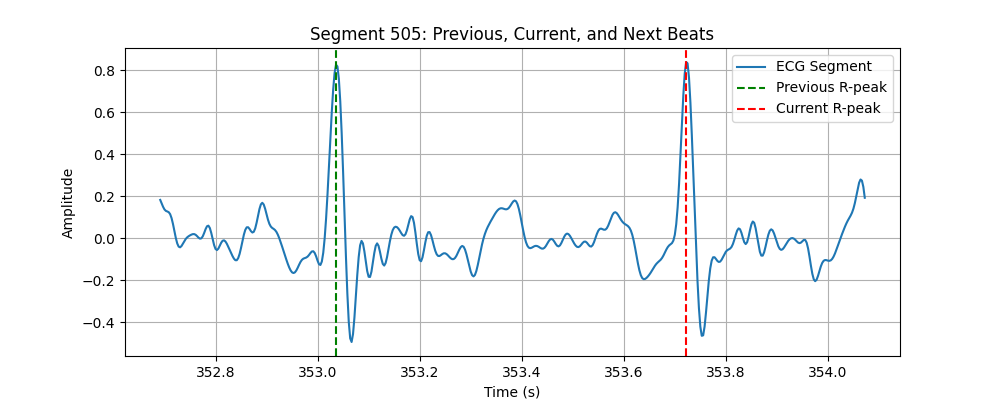 Segment 505: Previous, Current, and Next Beats
ECG Segment
Previous R-peak
Current R-peak
Amplitude
0.8
0.6
0.4
0.2
0.0
−0.2
−0.4
352.8 353.0 353.2 353.4 353.6 353.8 354.0
Time (s)